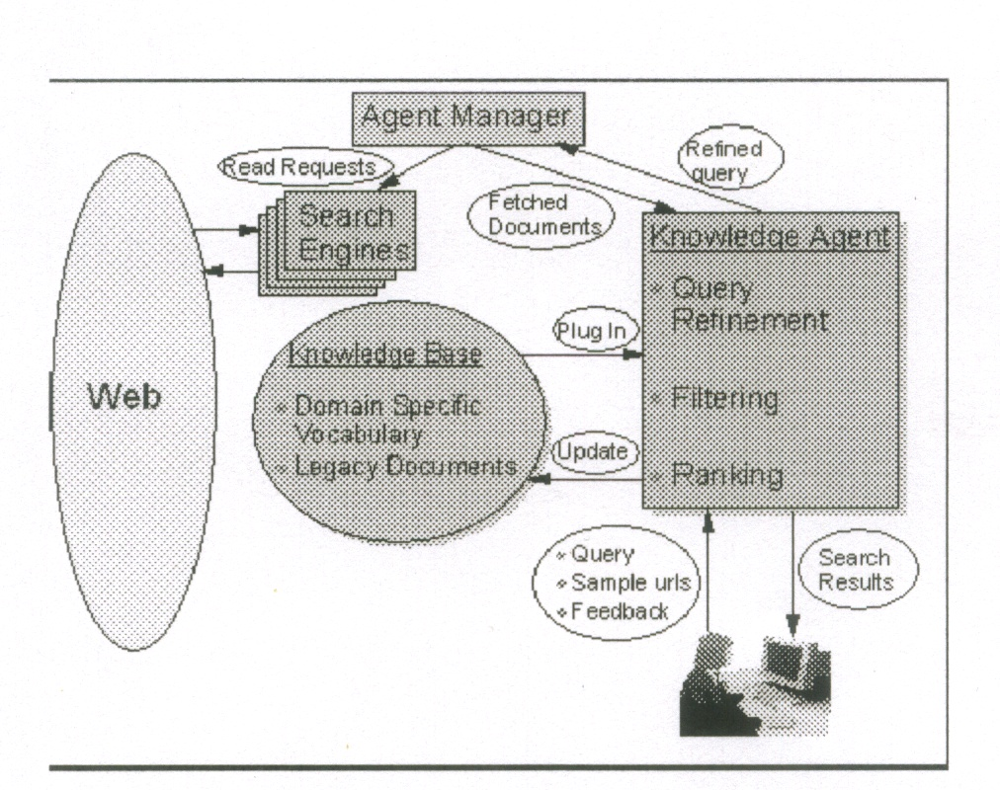 Agent Manager
Read Requests
Refined
query
Fetched
Documents
Search
Engines
Knowledge Agent
Query
Refinement
Plug In
Knowledge Base
Web
Domain Specific
Vocabulary
Filtering
Update
Legacy Documents
Ranking
Query
Sample urls
Feedback
Search
Results